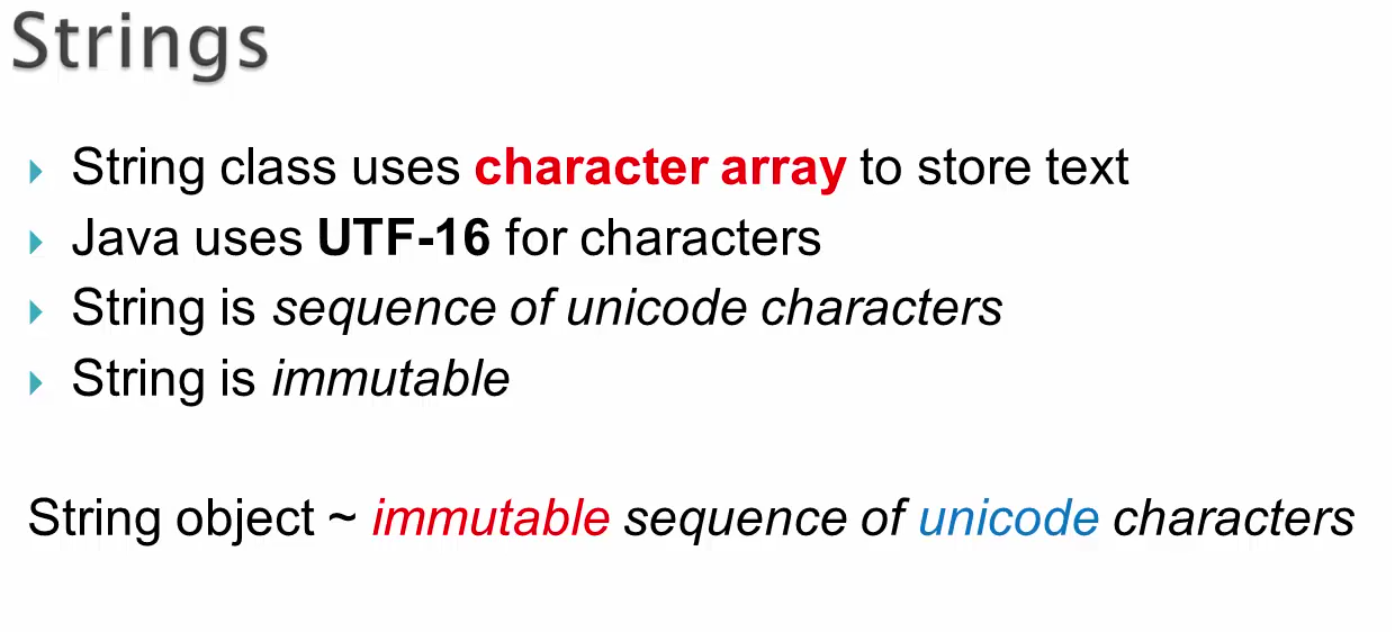 Strings
String class uses character array to store text
Java uses UTF-16 for characters
String is sequence of unicode characters
String is immutable
String object ~ immutable sequence of unicode characters